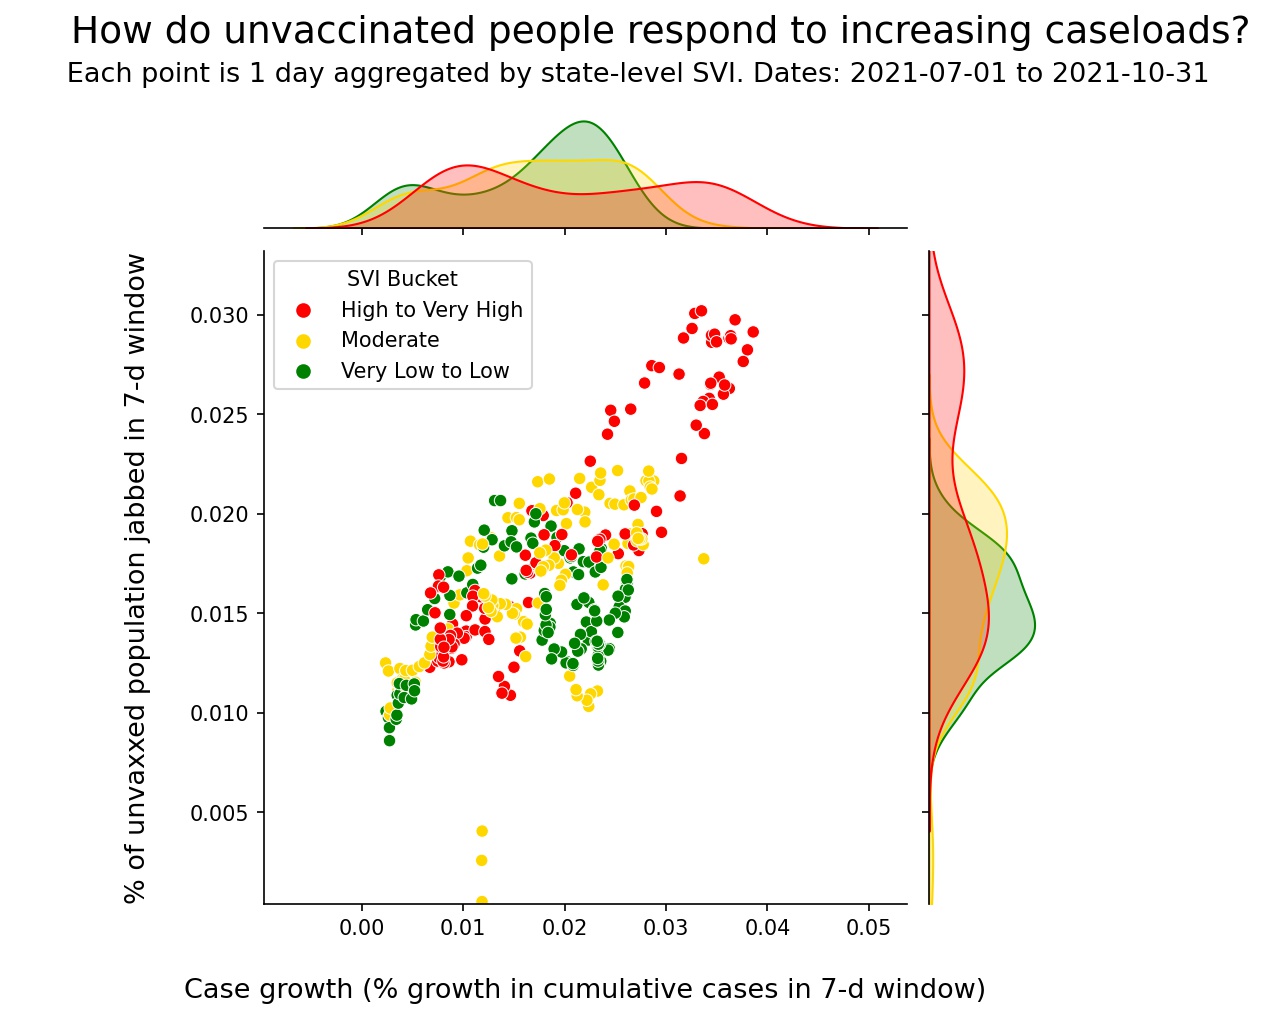 How do unvaccinated people respond to increasing caseloads?
Each point is 1 day aggregated by state-level SVI. Dates: 2021-07-01 to 2021-10-31
SVI Bucket
High to Very High
Moderate
Very Low to Low
% of unvaxxed population jabbed in 7-d window
0.030
0.025
0.020
0.015
0.010
0.005
0.00 0.01 0.02 0.03 0.04 0.05
Case growth (% growth in cumulative cases in 7-d window)